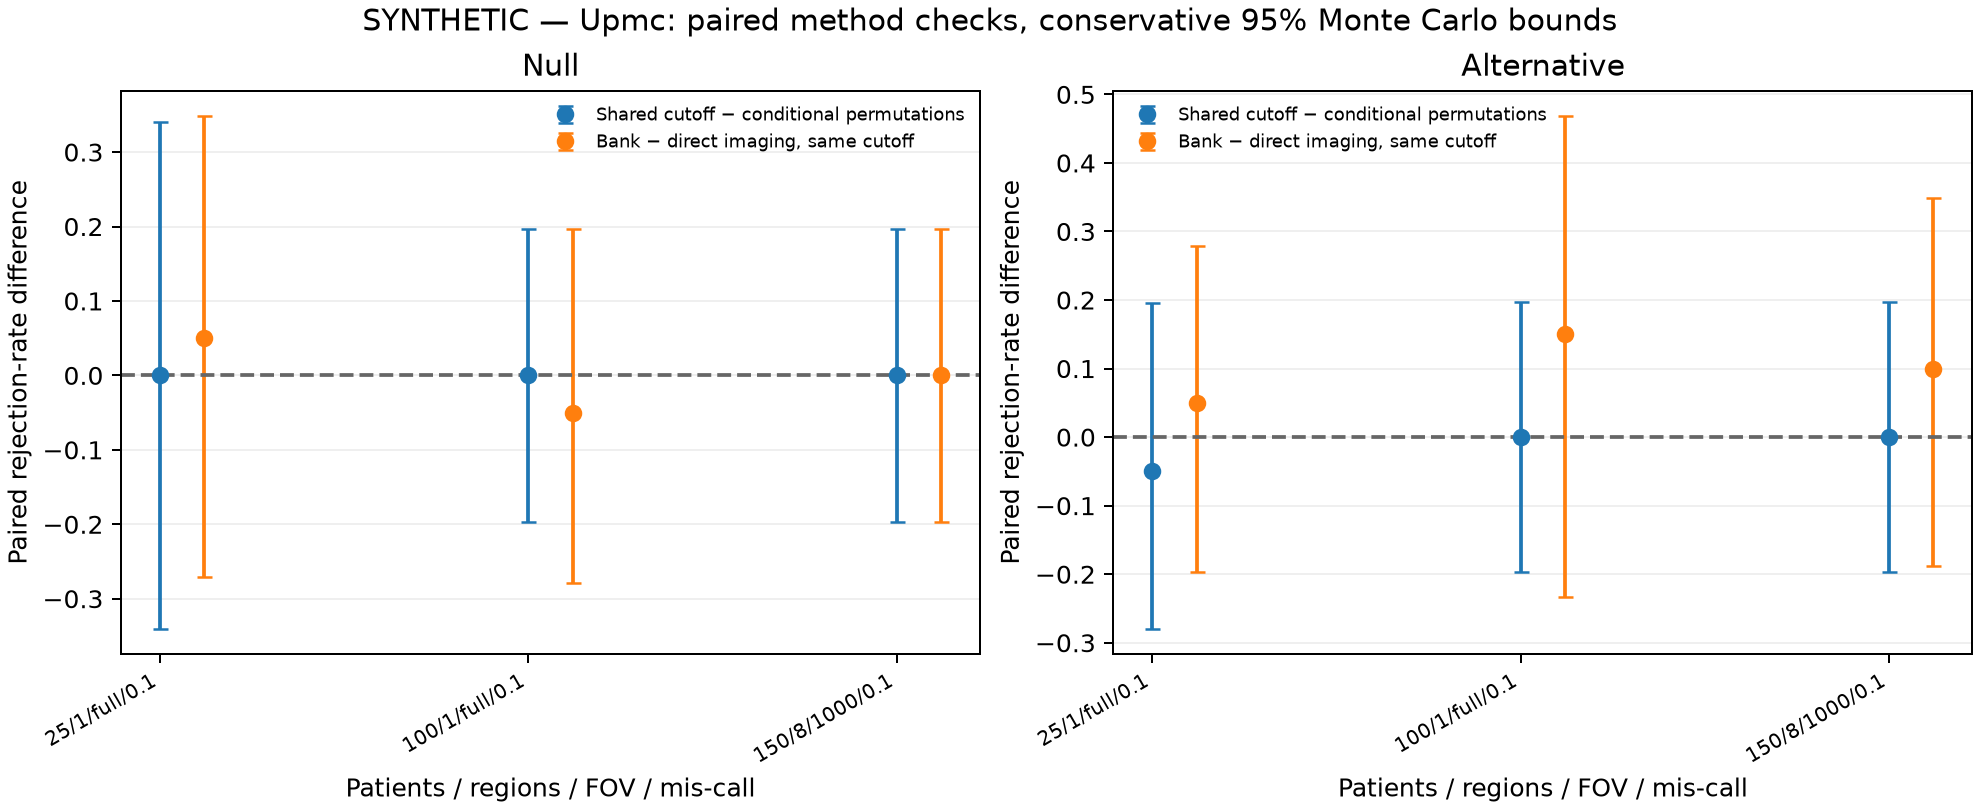 SYNTHETIC — Upmc: paired method checks, conservative 95% Monte Carlo bounds
Null
Paired rejection-rate difference
0.3
0.2
0.1
0.0
−0.1
−0.2
−0.3
Shared cutoff − conditional permutations
Bank − direct imaging, same cutoff
25/1/full/0.1
100/1/full/0.1
150/8/1000/0.1
Patients / regions / FOV / mis-call
Alternative
Paired rejection-rate difference
0.5
0.4
0.3
0.2
0.1
0.0
−0.1
−0.2
−0.3
Shared cutoff − conditional permutations
Bank − direct imaging, same cutoff
25/1/full/0.1
100/1/full/0.1
150/8/1000/0.1
Patients / regions / FOV / mis-call